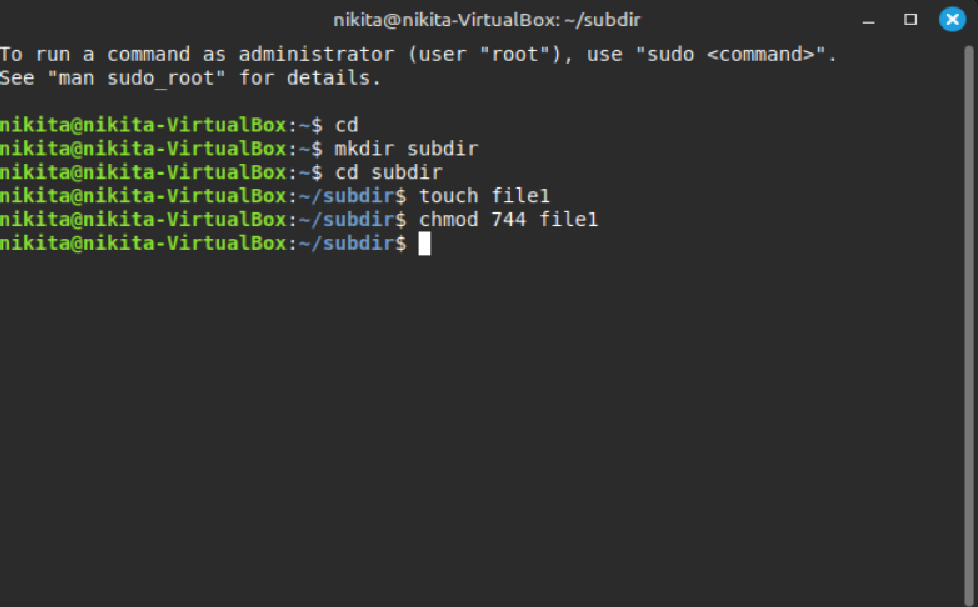 nikita@nikita-VirtualBox: ~/subdir
To run a command as administrator (user "root"), use "sudo <command>".
See "man sudo_root" for details.
nikita@nikita-VirtualBox:~$ cd
nikita@nikita-VirtualBox:~$ mkdir subdir
nikita@nikita-VirtualBox:~$ cd subdir
nikita@nikita-VirtualBox:~/subdir$ touch file1
nikita@nikita-VirtualBox:~/subdir$ chmod 744 file1
nikita@nikita-VirtualBox:~/subdir$